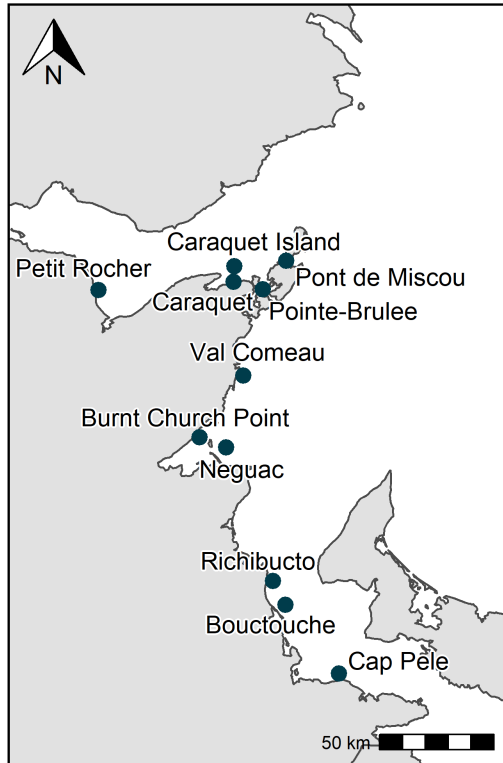 N
Caraquet Island
Petit Rocher
Pont de Miscou
Caraquet
Pointe-Brulee
Val Comeau
Burnt Church Point
Neguac
Richibucto
Bouctouche
Cap Pele
50 km